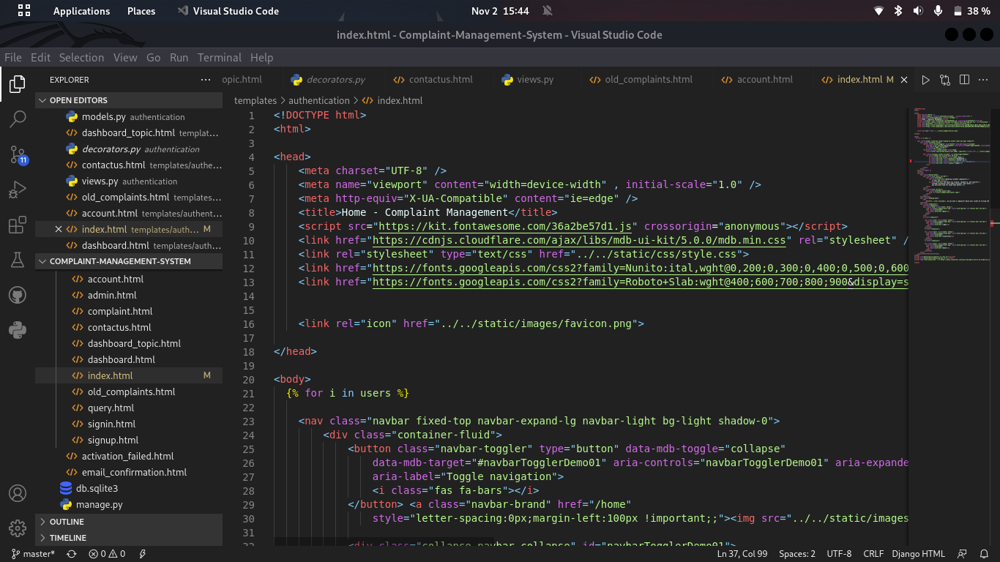 Applications Places Visual Studio Code Nov 2 15:44 38 %
index.html - Complaint-Management-System - Visual Studio Code
File Edit Selection View Go Run Terminal Help
EXPLORER ···
opic.html decorators.py contactus.html views.py old_complaints.html account.html index.html M
OPEN EDITORS
models.py authentication
dashboard_topic.html templat...
decorators.py authentication
contactus.html templates/authe...
views.py authentication
old_complaints.html templates...
account.html templates/authent...
index.html templates/auth... M
dashboard.html templates/auth...
COMPLAINT-MANAGEMENT-SYSTEM
account.html
admin.html
complaint.html
contactus.html
dashboard_topic.html
dashboard.html
index.html M
old_complaints.html
query.html
signin.html
signup.html
activation_failed.html
email_confirmation.html
db.sqlite3
manage.py
OUTLINE
TIMELINE
11
templates > authentication > index.html
1 <!DOCTYPE html>
2 <html>
3
4 <head>
5 <meta charset="UTF-8" />
6 <meta name="viewport" content="width=device-width" , initial-scale="1.0" />
7 <meta http-equiv="X-UA-Compatible" content="ie=edge" />
8 <title>Home - Complaint Management</title>
9 <script src="https://kit.fontawesome.com/36a2be57d1.js" crossorigin="anonymous"></script>
10 <link href="https://cdnjs.cloudflare.com/ajax/libs/mdb-ui-kit/5.0.0/mdb.min.css" rel="stylesheet" /
11 <link rel="stylesheet" type="text/css" href="../../static/css/style.css">
12 <link href="https://fonts.googleapis.com/css2?family=Nunito:ital,wght@0,200;0,300;0,400;0,500;0,600
13 <link href="https://fonts.googleapis.com/css2?family=Roboto+Slab:wght@400;600;700;800;900&display=s
14
15
16 <link rel="icon" href="../../static/images/favicon.png">
17
18 </head>
19
20 <body>
21 {% for i in users %}
22
23 <nav class="navbar fixed-top navbar-expand-lg navbar-light bg-light shadow-0">
24 <div class="container-fluid">
25 <button class="navbar-toggler" type="button" data-mdb-toggle="collapse"
26 data-mdb-target="#navbarTogglerDemo01" aria-controls="navbarTogglerDemo01" aria-expande
27 aria-label="Toggle navigation">
28 <i class="fas fa-bars"></i>
29 </button> <a class="navbar-brand" href="/home"
30 style="letter-spacing:0px;margin-left:100px !important;;"><img src="../../static/images
31
32 <div class="collapse navbar-collapse" id="navbarTogglerDemo01">
master* 0 0 Ln 37, Col 99 Spaces: 2 UTF-8 CRLF Django HTML